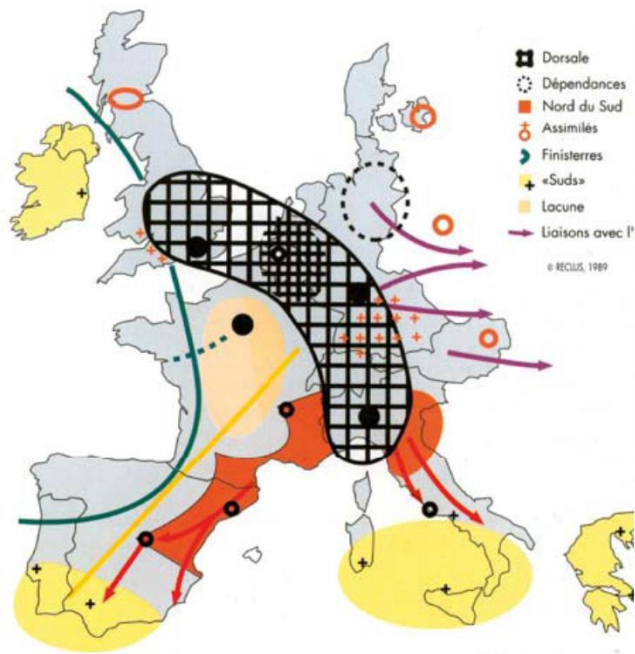 Dorsale
Dépendances
Nord du Sud
Assimilés
Finisterres
«Suds»
Lacune
Liaisons avec l'
© RECLUS, 1989